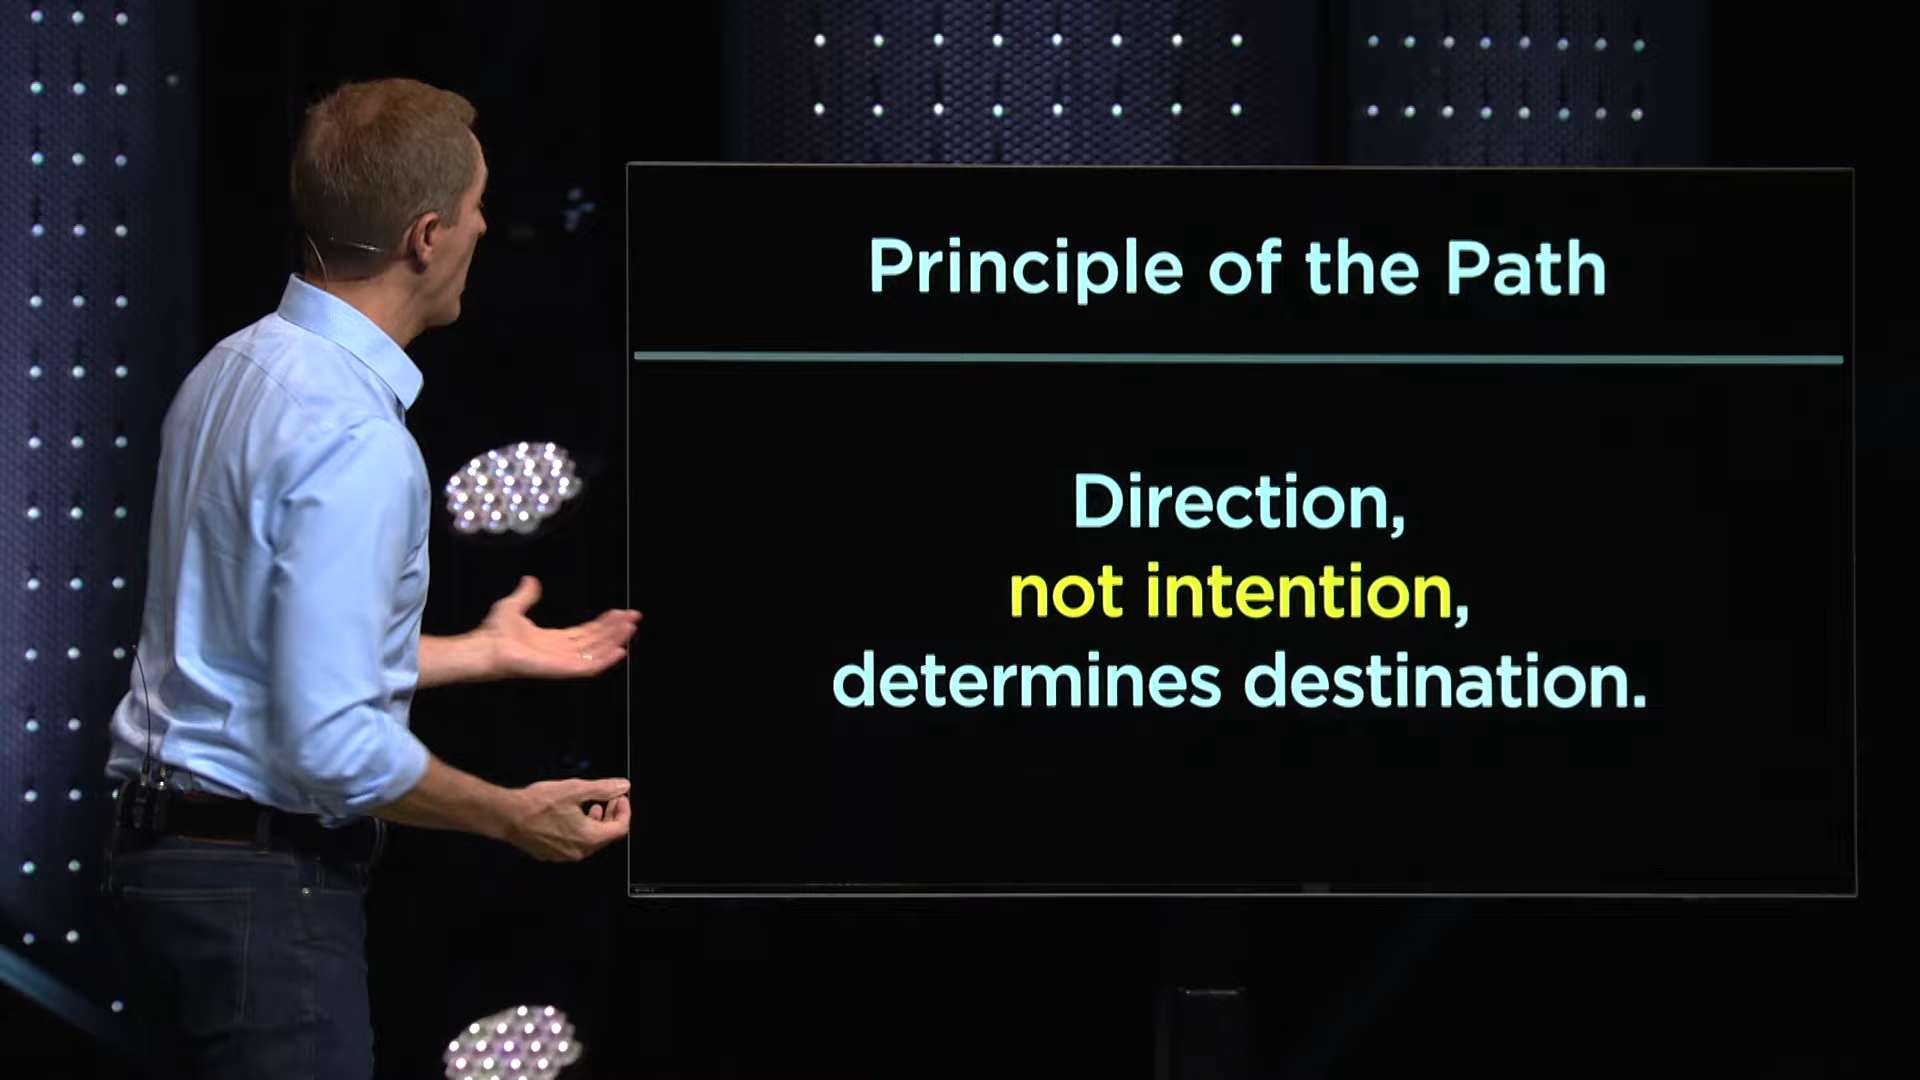 Principle of the Path
Direction,
not intention,
determines destination.